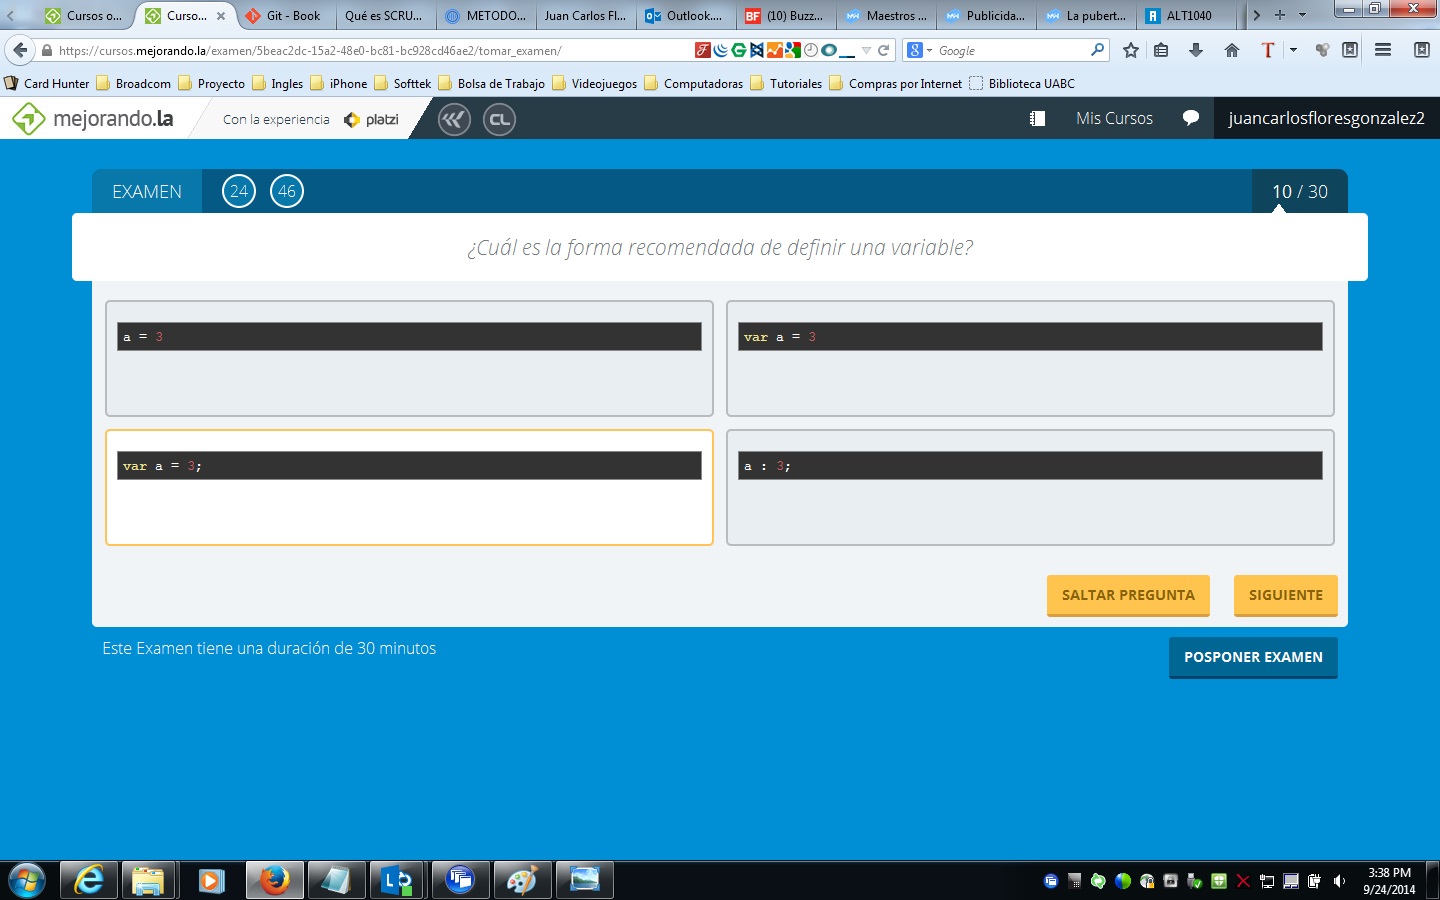 Cursos o...
Curso...
Git - Book
Qué es SCRU...
METODO...
Juan Carlos Fl...
Outlook....
BF
(10) Buzz...
Maestros ...
Publicida...
La pubert...
ALT1040
https://cursos.mejorando.la/examen/5beac2dc-15a2-48e0-bc81-bc928cd46ae2/tomar_examen/
Google
Card Hunter
Broadcom
Proyecto
Ingles
iPhone
Softtek
Bolsa de Trabajo
Videojuegos
Computadoras
Tutoriales
Compras por Internet
Biblioteca UABC
mejorando.la
Con la experiencia
platzi
CL
Mis Cursos
juancarlosfloresgonzalez2
EXAMEN
24
46
10 / 30
¿Cuál es la forma recomendada de definir una variable?
a = 3
var a = 3
var a = 3;
a : 3;
SALTAR PREGUNTA
SIGUIENTE
Este Examen tiene una duración de 30 minutos
POSPONER EXAMEN
3:38 PM
9/24/2014